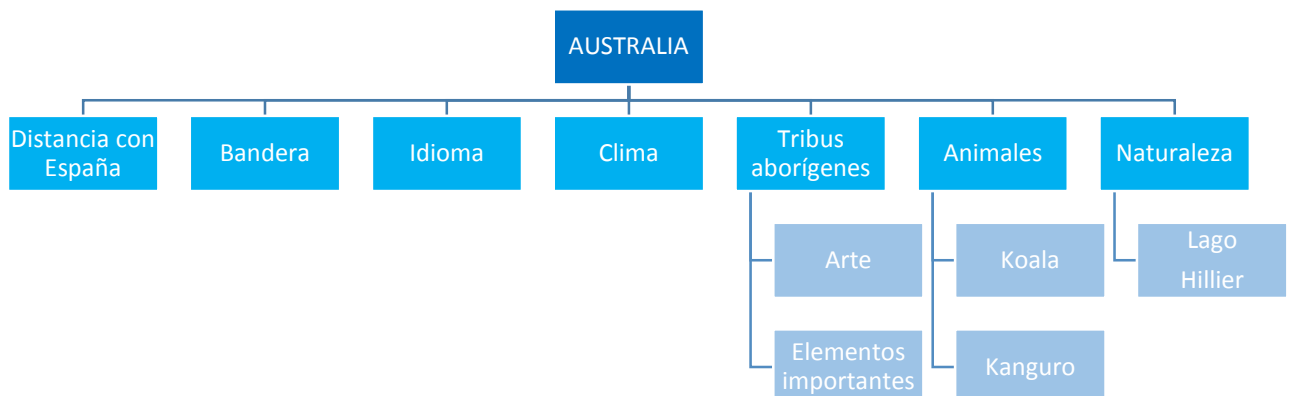 AUSTRALIA
Distancia con
España
Bandera
Idioma
Clima
Tribus
aborígenes
Animales
Naturaleza
Arte
Koala
Lago
Hillier
Elementos
importantes
Kanguro